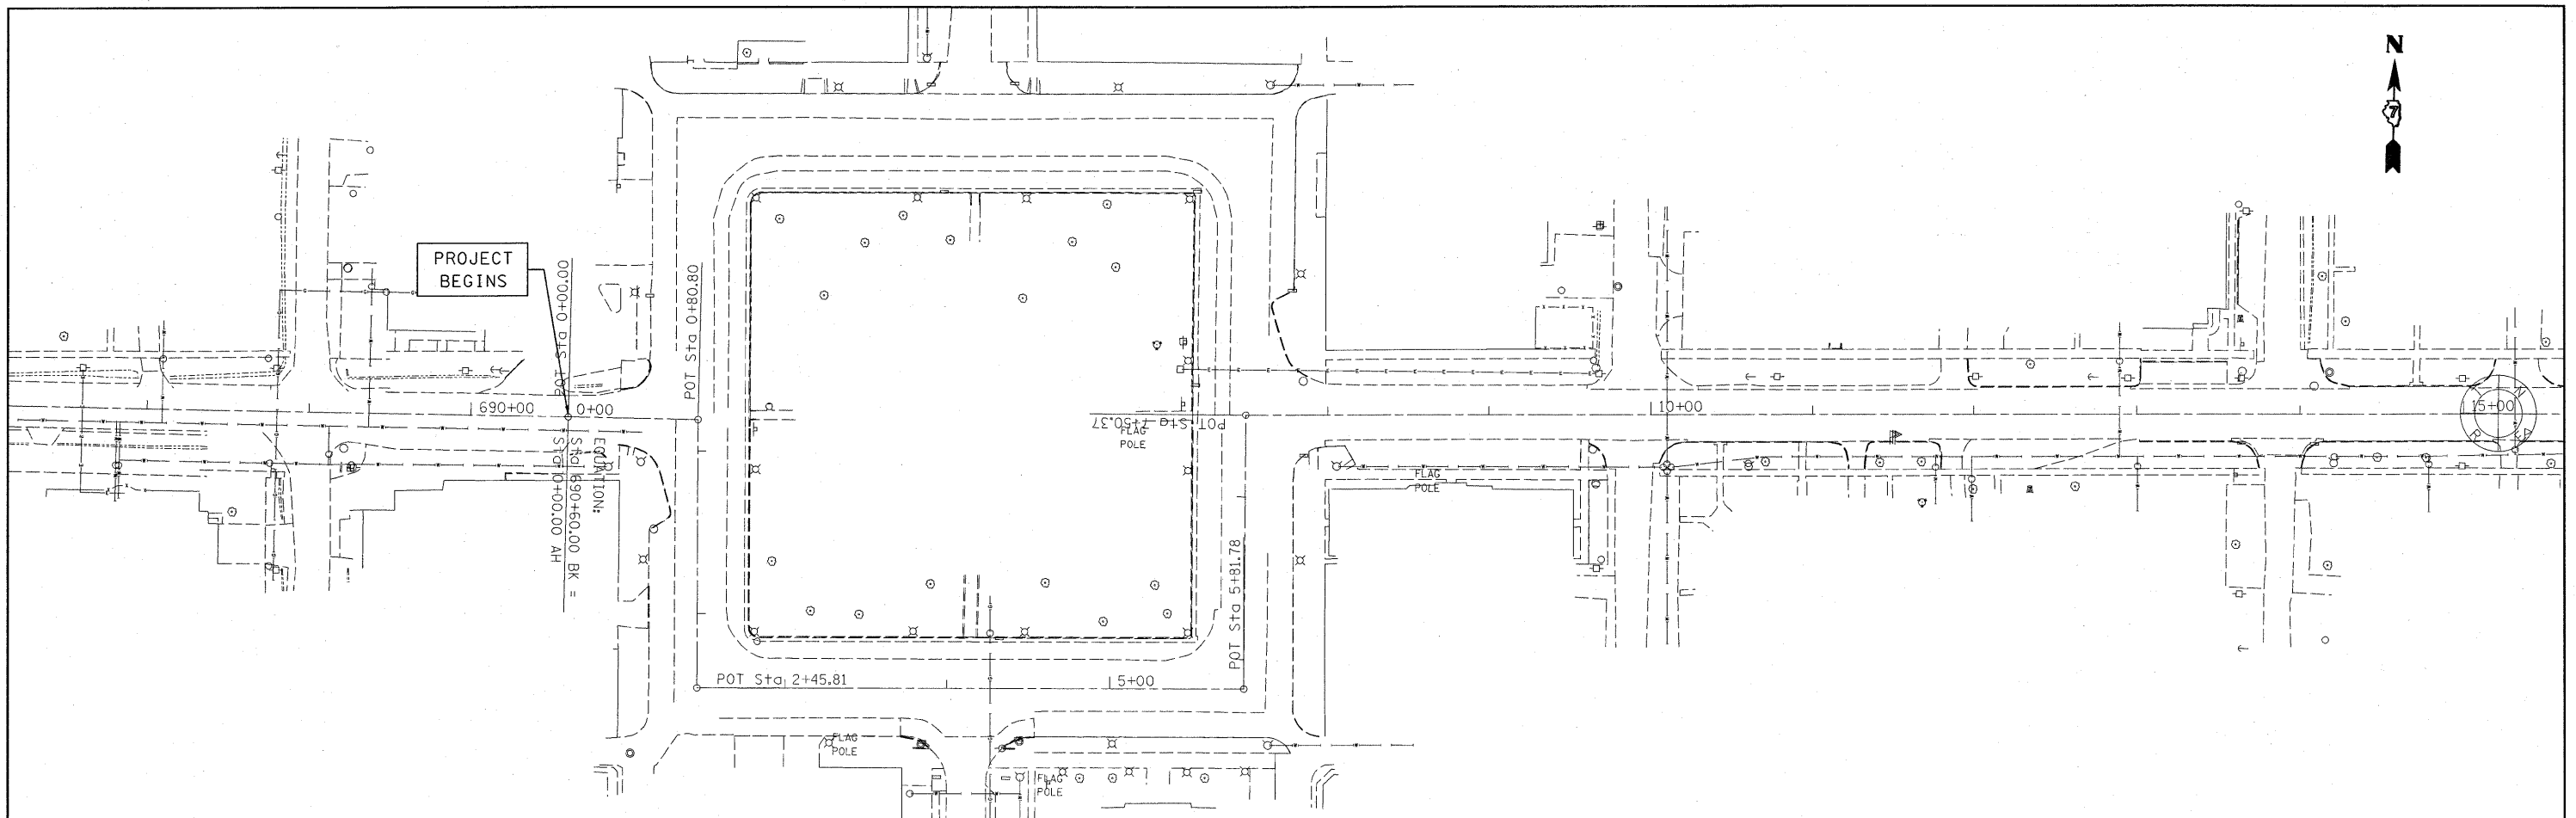 N
7
PROJECT
BEGINS
POT Sta 0+00.00
POT Sta 0+80.80
690+00
0+00
EQUATION:
Sta 690+60.00 BK =
Sta 0+00.00 AH
POT Sta 7+50.37
FLAG
POLE
10+00
15+00
FLAG
POLE
POT Sta 5+81.78
POT Sta 2+45.81
5+00
FLAG
POLE
FLAG
POLE